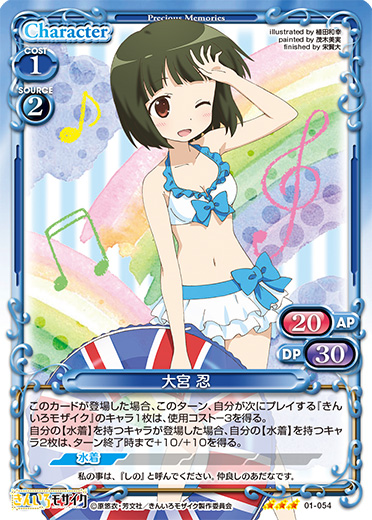 Precious Memories
Character
illustrated by 植田和幸
painted by 茂木美実
finished by 宋賢大
COST
1
SOURCE
2
20 AP
DP 30
大宮 忍
このカードが登場した場合、このターン、自分が次にプレイする『きん
いろモザイク』のキャラ1枚は、使用コスト－3を得る。
自分の【水着】を持つキャラが登場した場合、自分の【水着】を持つキャ
ラ2枚は、ターン終了時まで+10/+10を得る。
水着
私の事は、『しの』と呼んでください。仲良しのあだなです。
きんいろモザイク
©原悠衣・芳文社／きんいろモザイク製作委員会
01-054